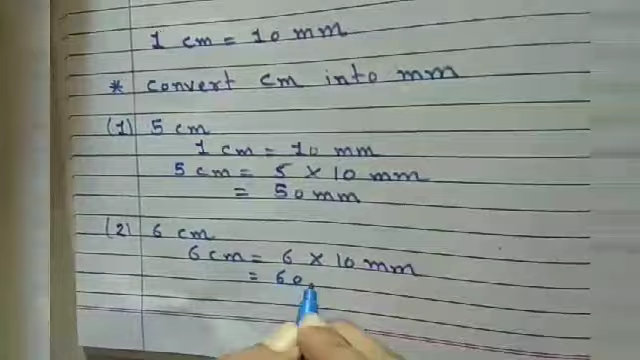 1 cm = 10 mm
* convert cm into mm
(1) 5 cm
1 cm = 10 mm
5 cm = 5 × 10 mm
= 50 mm
(2) 6 cm
6 cm = 6 × 10 mm
= 60